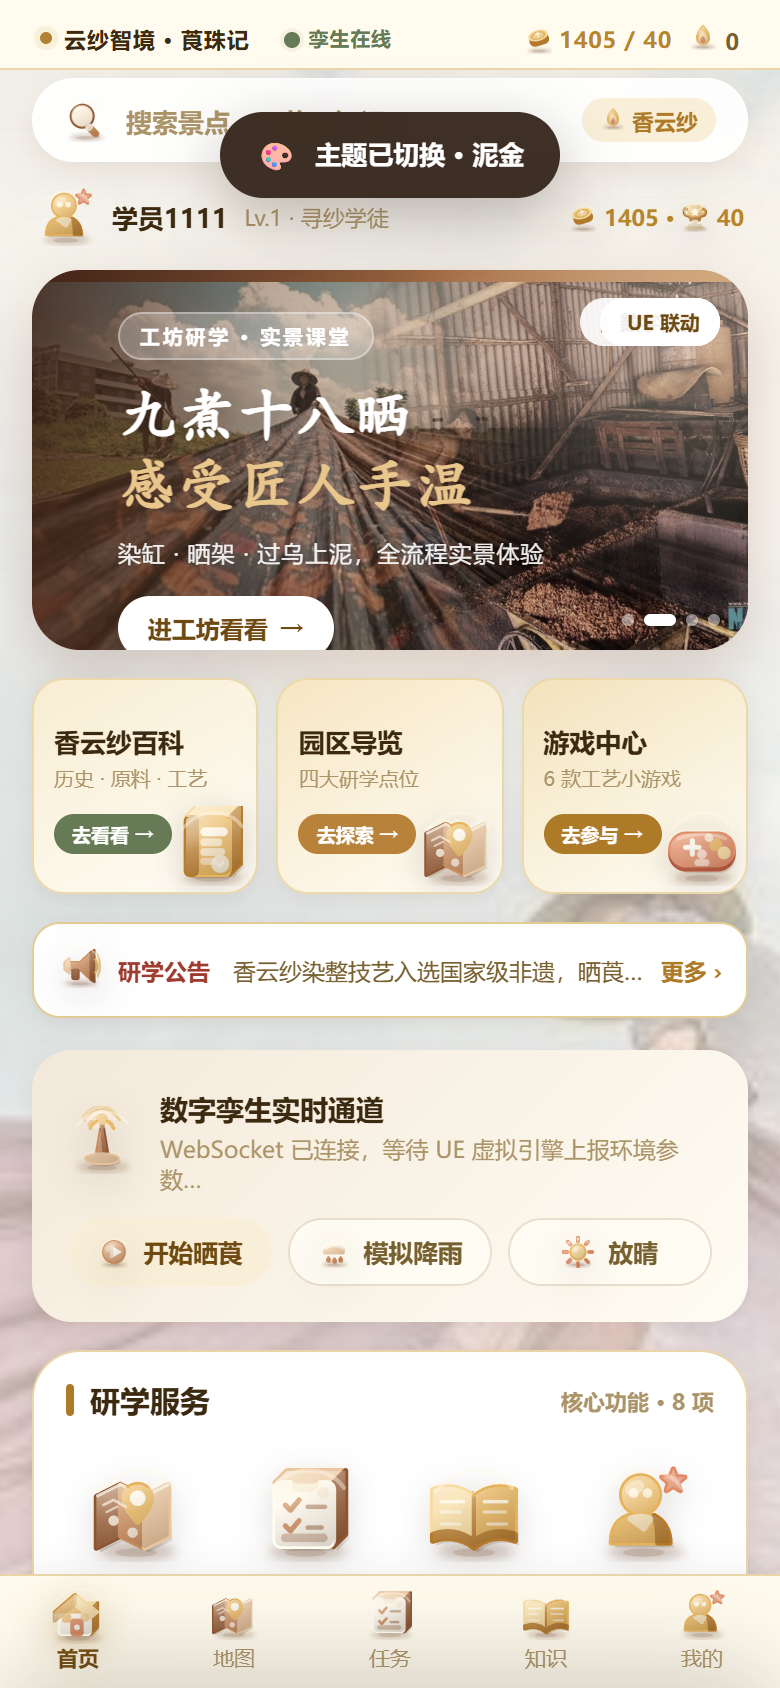 云纱智境·莨珠记
孪生在线
1405 / 40
0
搜索景点
香云纱
主题已切换·泥金
学员1111 Lv.1 · 寻纱学徒
1405 · 40
工坊研学 · 实景课堂
UE 联动
九煮十八晒
感受匠人手温
染缸 · 晒架 · 过乌上泥，全流程实景体验
进工坊看看 →
香云纱百科
历史 · 原料 · 工艺
去看看 →
园区导览
四大研学点位
去探索 →
游戏中心
6 款工艺小游戏
去参与 →
研学公告 香云纱染整技艺入选国家级非遗，晒莨... 更多 ›
数字孪生实时通道
WebSocket 已连接，等待 UE 虚拟引擎上报环境参
数...
开始晒莨
模拟降雨
放晴
研学服务
核心功能 · 8 项
首页
地图
任务
知识
我的